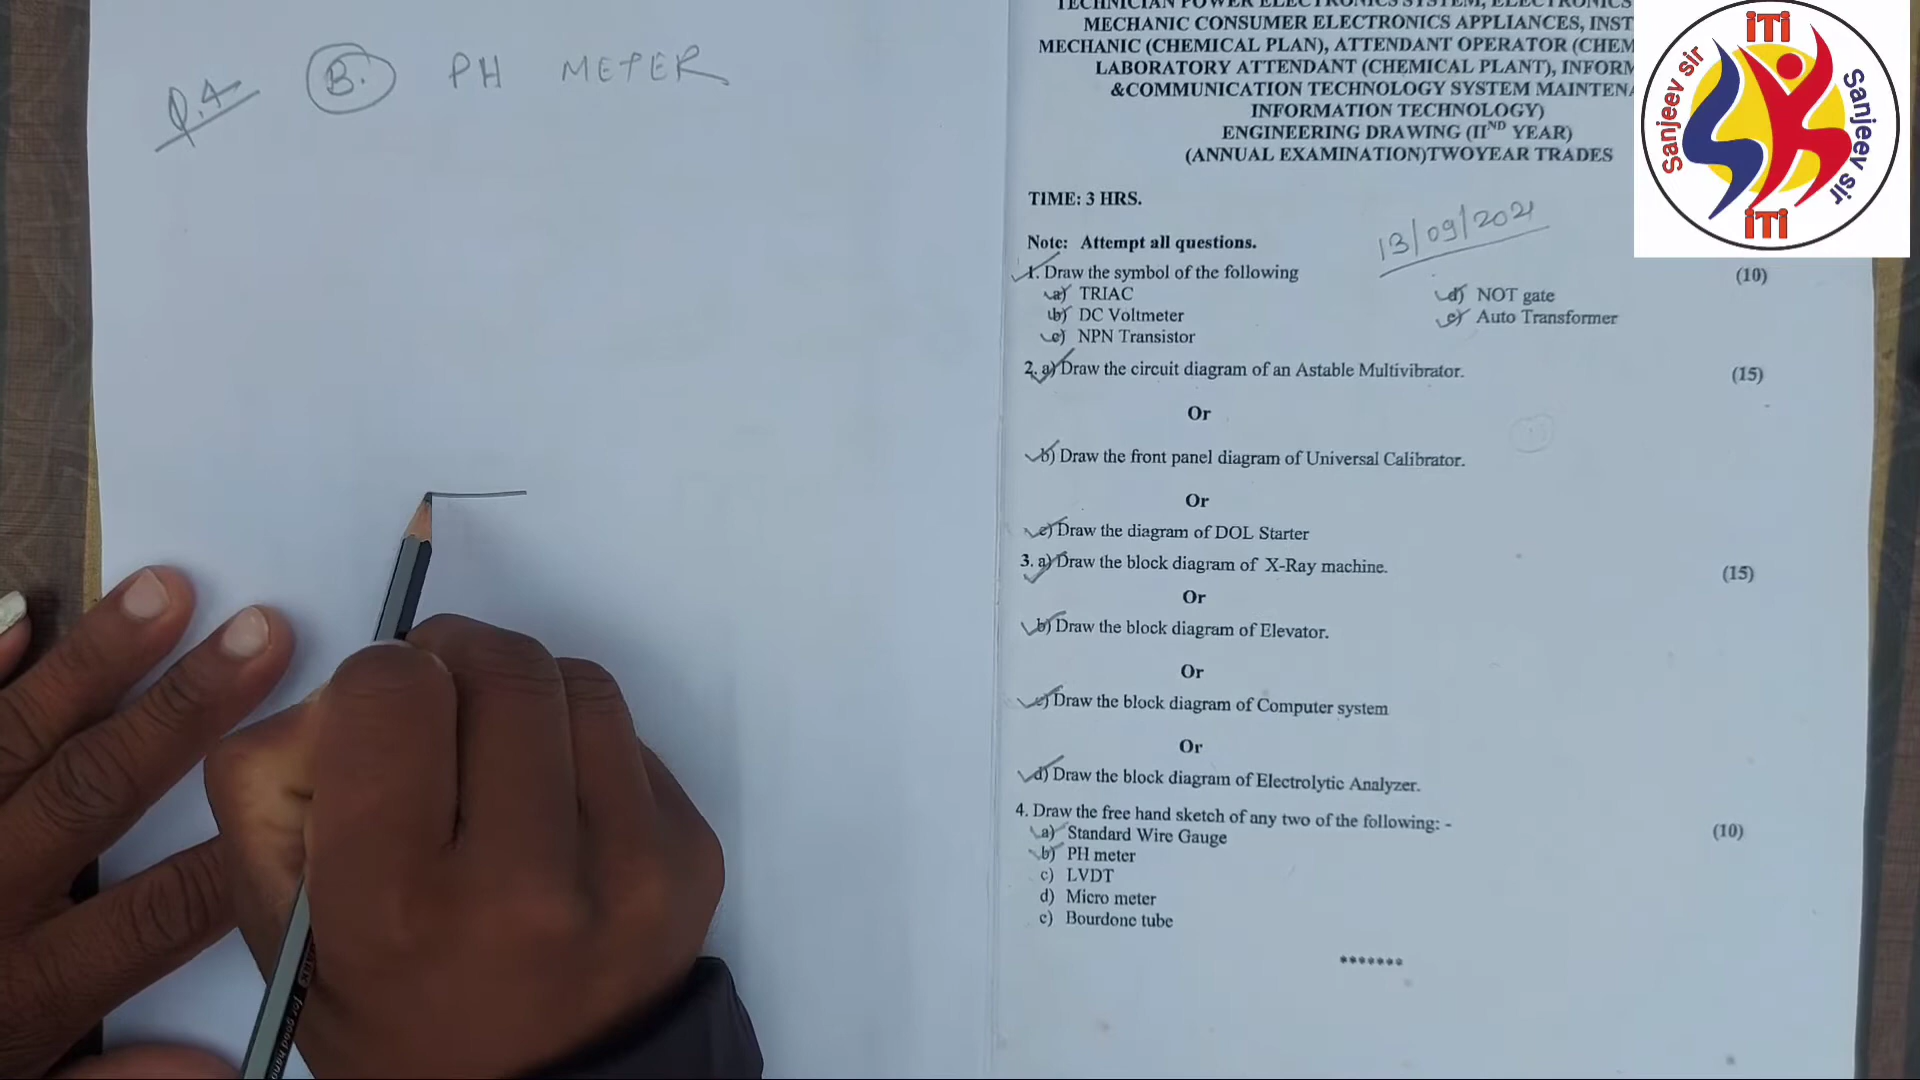 Q.4 B. PH METER
TECHNICIAN POWER ELECTRONICS SYSTEM, ELECTRONICS
MECHANIC CONSUMER ELECTRONICS APPLIANCES, INST
MECHANIC (CHEMICAL PLAN), ATTENDANT OPERATOR (CHEM
LABORATORY ATTENDANT (CHEMICAL PLANT), INFORM
&COMMUNICATION TECHNOLOGY SYSTEM MAINTENA
INFORMATION TECHNOLOGY)
ENGINEERING DRAWING (IIND YEAR)
(ANNUAL EXAMINATION)TWOYEAR TRADES
TIME: 3 HRS.
13/09/2021
Note: Attempt all questions.
1. Draw the symbol of the following (10)
a) TRIAC d) NOT gate
b) DC Voltmeter e) Auto Transformer
c) NPN Transistor
2. a) Draw the circuit diagram of an Astable Multivibrator. (15)
Or
b) Draw the front panel diagram of Universal Calibrator.
Or
c) Draw the diagram of DOL Starter
3. a) Draw the block diagram of X-Ray machine. (15)
Or
b) Draw the block diagram of Elevator.
Or
c) Draw the block diagram of Computer system
Or
d) Draw the block diagram of Electrolytic Analyzer.
4. Draw the free hand sketch of any two of the following: - (10)
a) Standard Wire Gauge
b) PH meter
c) LVDT
d) Micro meter
e) Bourdone tube
*******
iTi
Sanjeev sir
Sanjeev sir
iTi